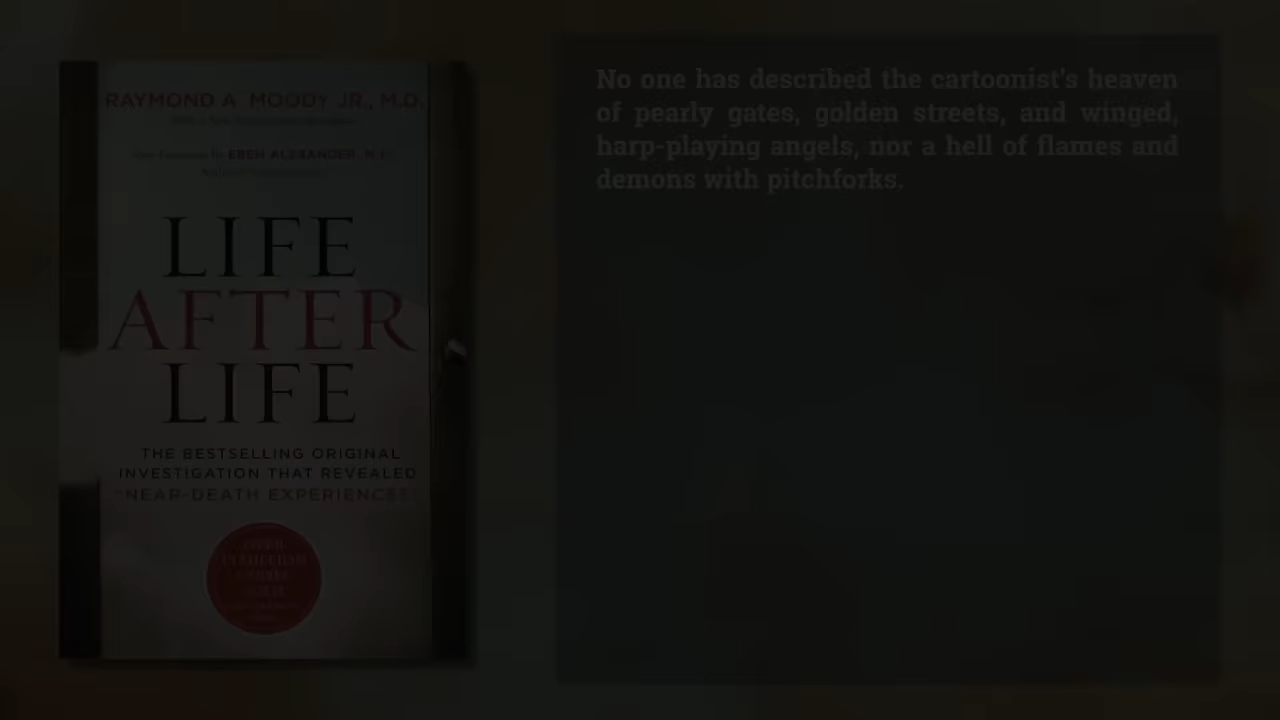 RAYMOND A. MOODY JR., M.D.
EBEN ALEXANDER, M.D.
LIFE
AFTER
LIFE
THE BESTSELLING ORIGINAL
INVESTIGATION THAT REVEALED
"NEAR-DEATH EXPERIENCES"
No one has described the cartoonist's heaven
of pearly gates, golden streets, and winged,
harp-playing angels, nor a hell of flames and
demons with pitchforks.